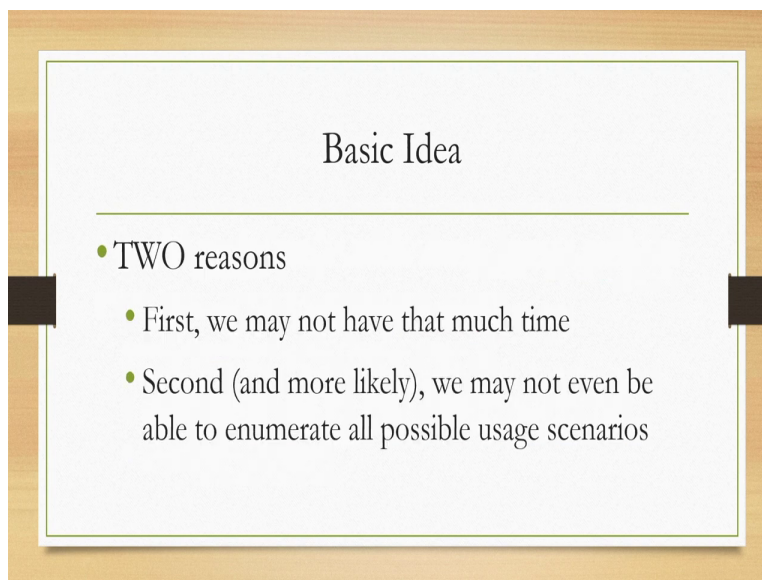 Basic Idea
• TWO reasons
• First, we may not have that much time
• Second (and more likely), we may not even be
able to enumerate all possible usage scenarios